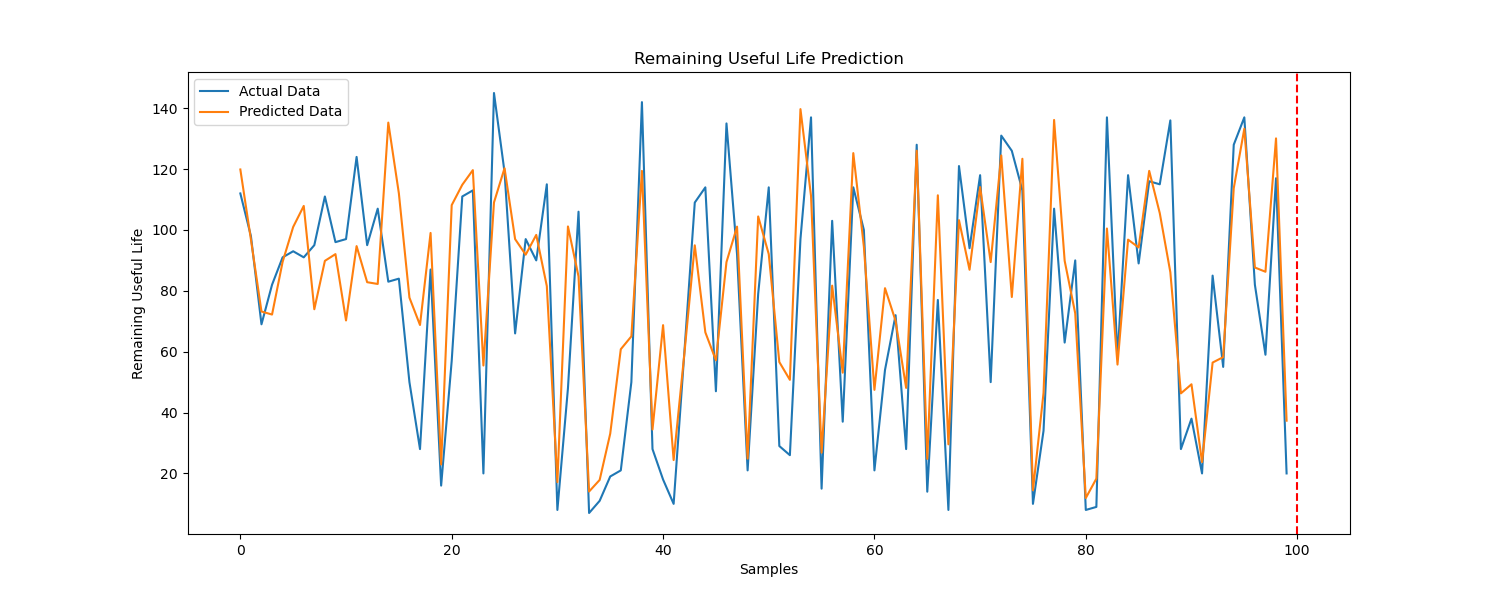 Remaining Useful Life Prediction
Actual Data
Predicted Data
Remaining Useful Life
140
120
100
80
60
40
20
0
20
40
60
80
100
Samples